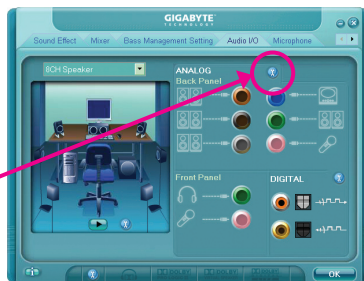 GIGABYTE
TECHNOLOGY
Sound Effect Mixer Bass Management Setting Audio I/O Microphone
8CH Speaker
ANALOG
Back Panel
Front Panel
DIGITAL
OK